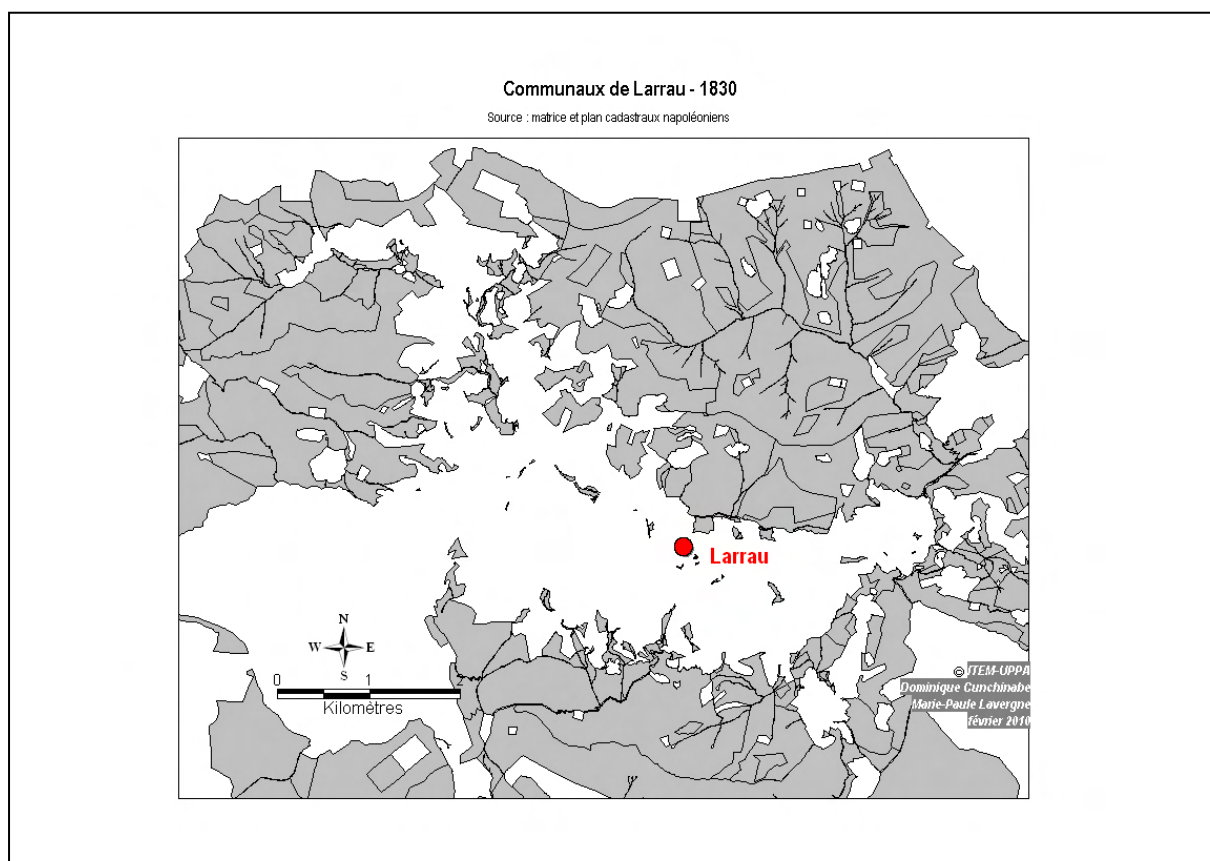 Communaux de Larrau - 1830
Source : matrice et plan cadastraux napoléoniens
Larrau
N
W E
S
0 1 2
Kilomètres
© ITEM-UPPA
Dominique Cunchinabe
Marie-Paule Lavergne
février 2010